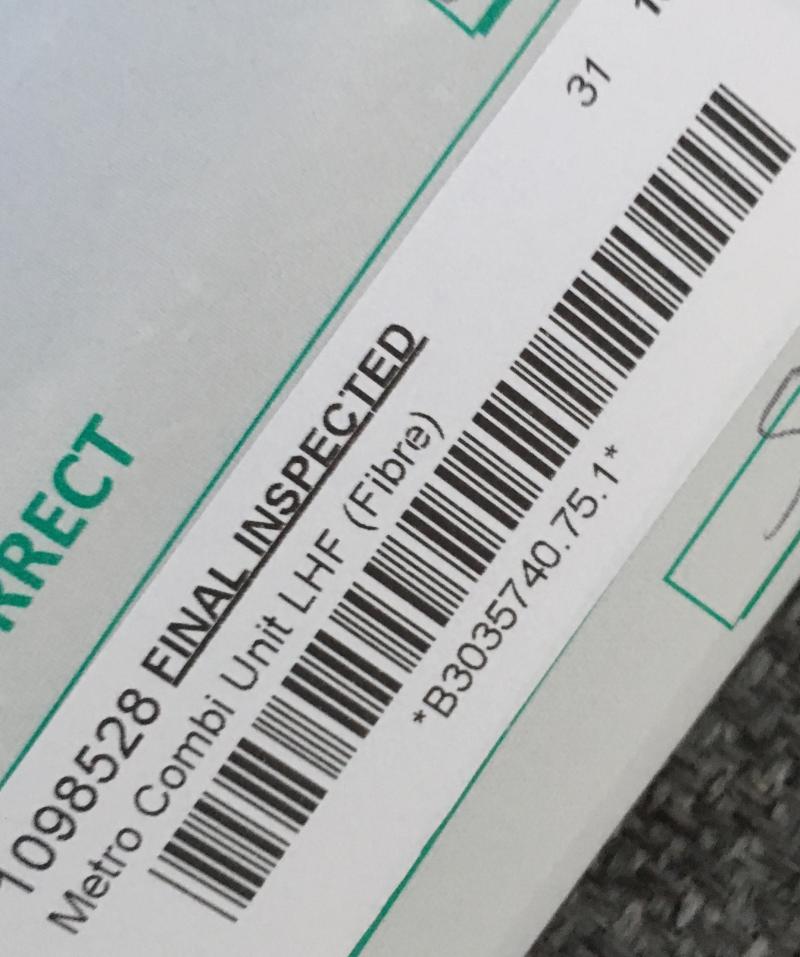 RRECT
31
1098528 FINAL INSPECTED
Metro Combi Unit LHF (Fibre)
*B3035740.75.1*